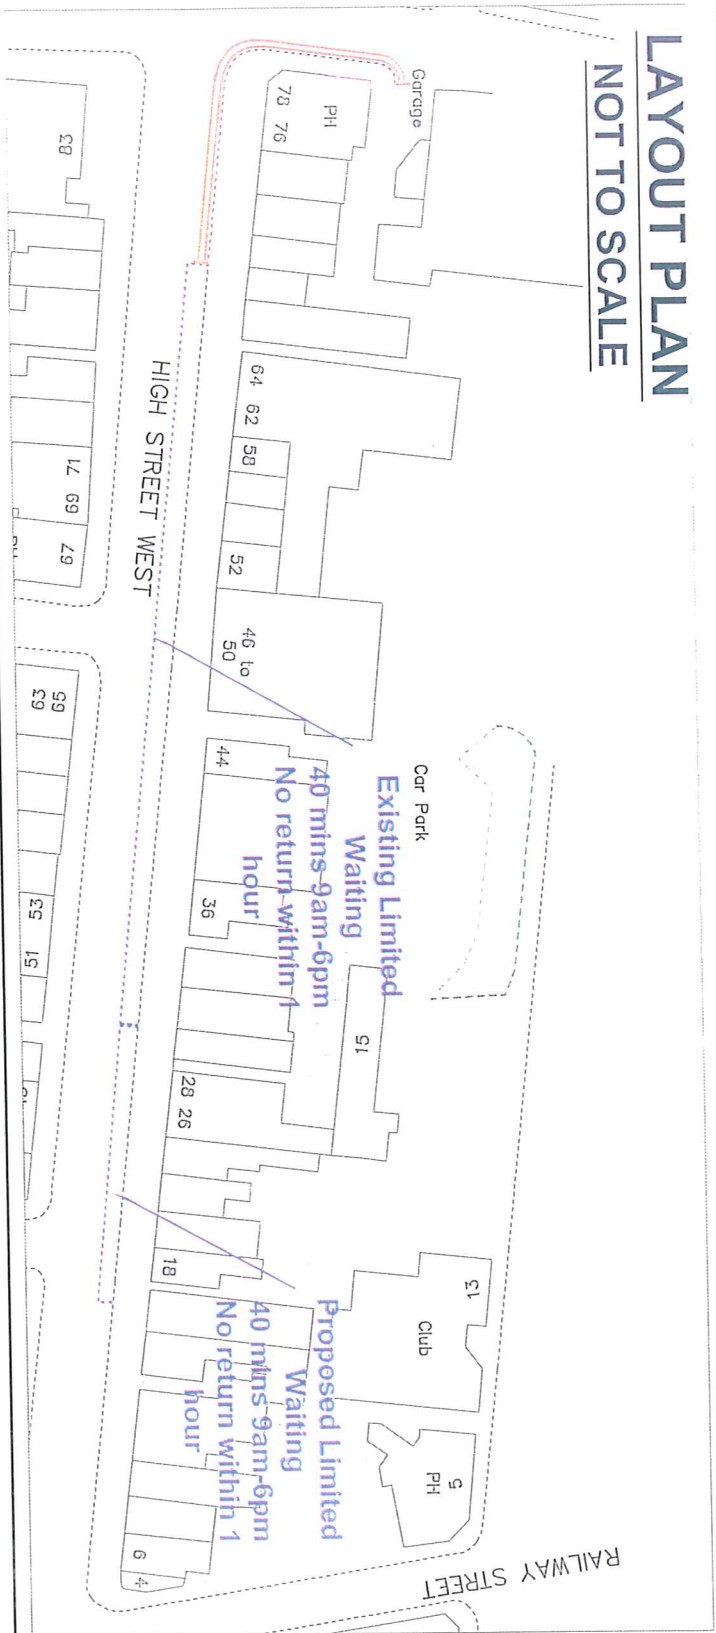 LAYOUT PLAN
NOT TO SCALE
Garage
PH
78 76
83
64 62
58
52
46 to
50
HIGH STREET WEST
71 69
67
63 65
Car Park
44
36
Existing Limited
Waiting
40 mins 9am-6pm
No return within 1
hour
53
51
15
28 26
18
13
Club
Proposed Limited
Waiting
40 mins 9am-6pm
No return within 1
hour
5
PH
6
4
RAILWAY STREET